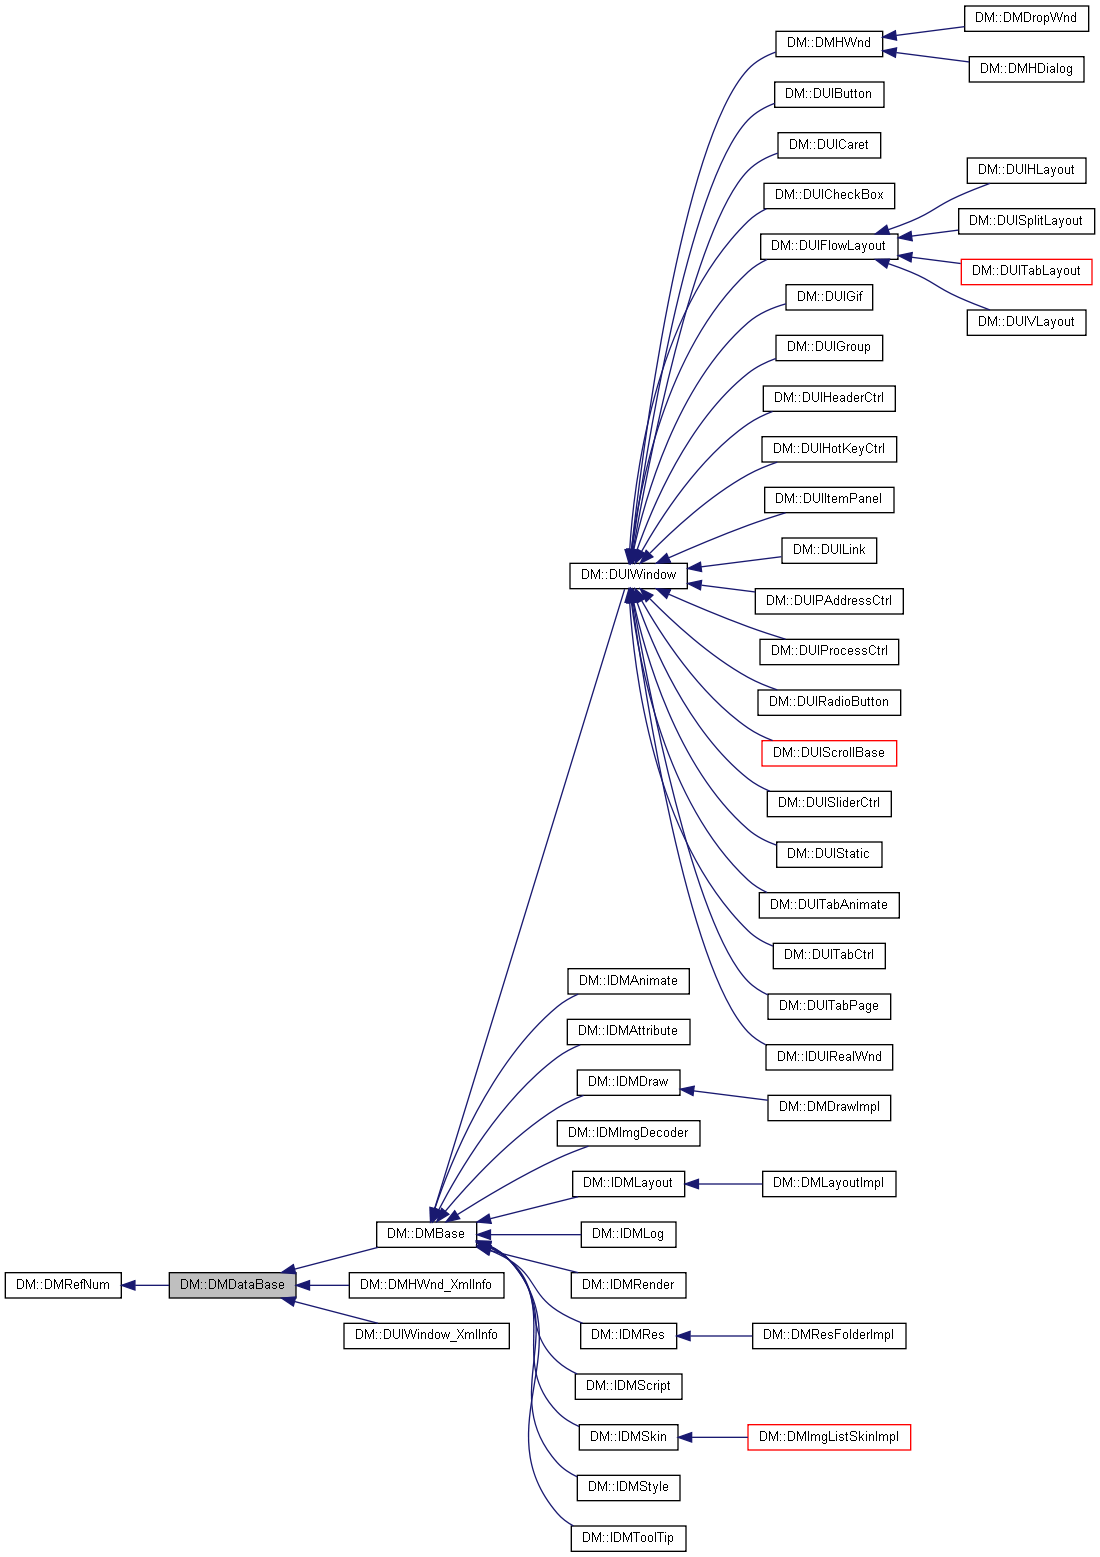 DM::DMDropWnd
DM::DMHWnd
DM::DMHDialog
DM::DUIButton
DM::DUICaret
DM::DUIHLayout
DM::DUICheckBox
DM::DUISplitLayout
DM::DUIFlowLayout
DM::DUITabLayout
DM::DUIGif
DM::DUIVLayout
DM::DUIGroup
DM::DUIHeaderCtrl
DM::DUIHotKeyCtrl
DM::DUIItemPanel
DM::DUILink
DM::DUIWindow
DM::DUIPAddressCtrl
DM::DUIProcessCtrl
DM::DUIRadioButton
DM::DUIScrollBase
DM::DUISliderCtrl
DM::DUIStatic
DM::DUITabAnimate
DM::DUITabCtrl
DM::IDMAnimate
DM::DUITabPage
DM::IDMAttribute
DM::IDUIRealWnd
DM::IDMDraw
DM::DMDrawImpl
DM::IDMImgDecoder
DM::IDMLayout
DM::DMLayoutImpl
DM::DMBase
DM::IDMLog
DM::DMRefNum
DM::DMDataBase
DM::DMHWnd_XmlInfo
DM::IDMRender
DM::DUIWindow_XmlInfo
DM::IDMRes
DM::DMResFolderImpl
DM::IDMScript
DM::IDMSkin
DM::DMImgListSkinImpl
DM::IDMStyle
DM::IDMToolTip